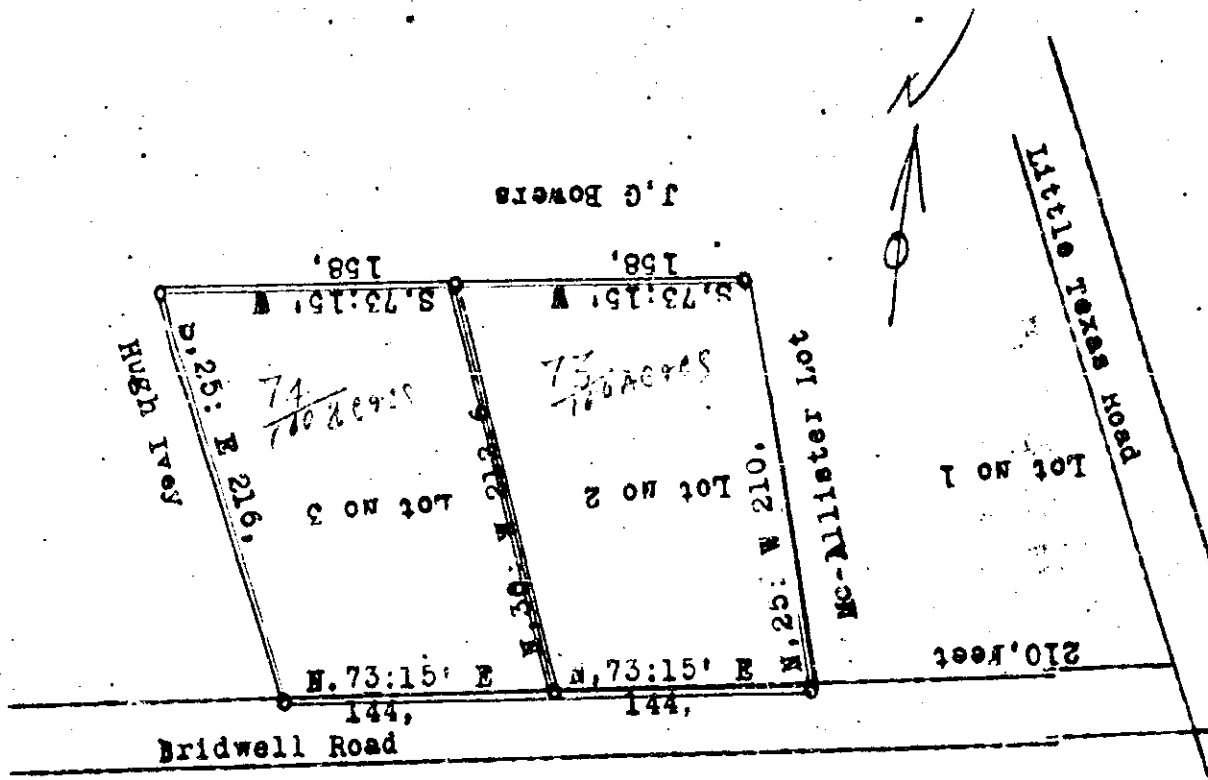 N
J,G Bowers
158,
S,73:15' W
158,
S,73:15' W
Hugh Ivey
S,25: E 216,
74/100 Acres
Lot No 3
73/100 Acres
Lot No 2
N,25: W 210,
Mc-Allister Lot
Lot No 1
Little Texas Road
210,Feet
N.73:15' E
144,
N,73:15' E
144,
Bridwell Road